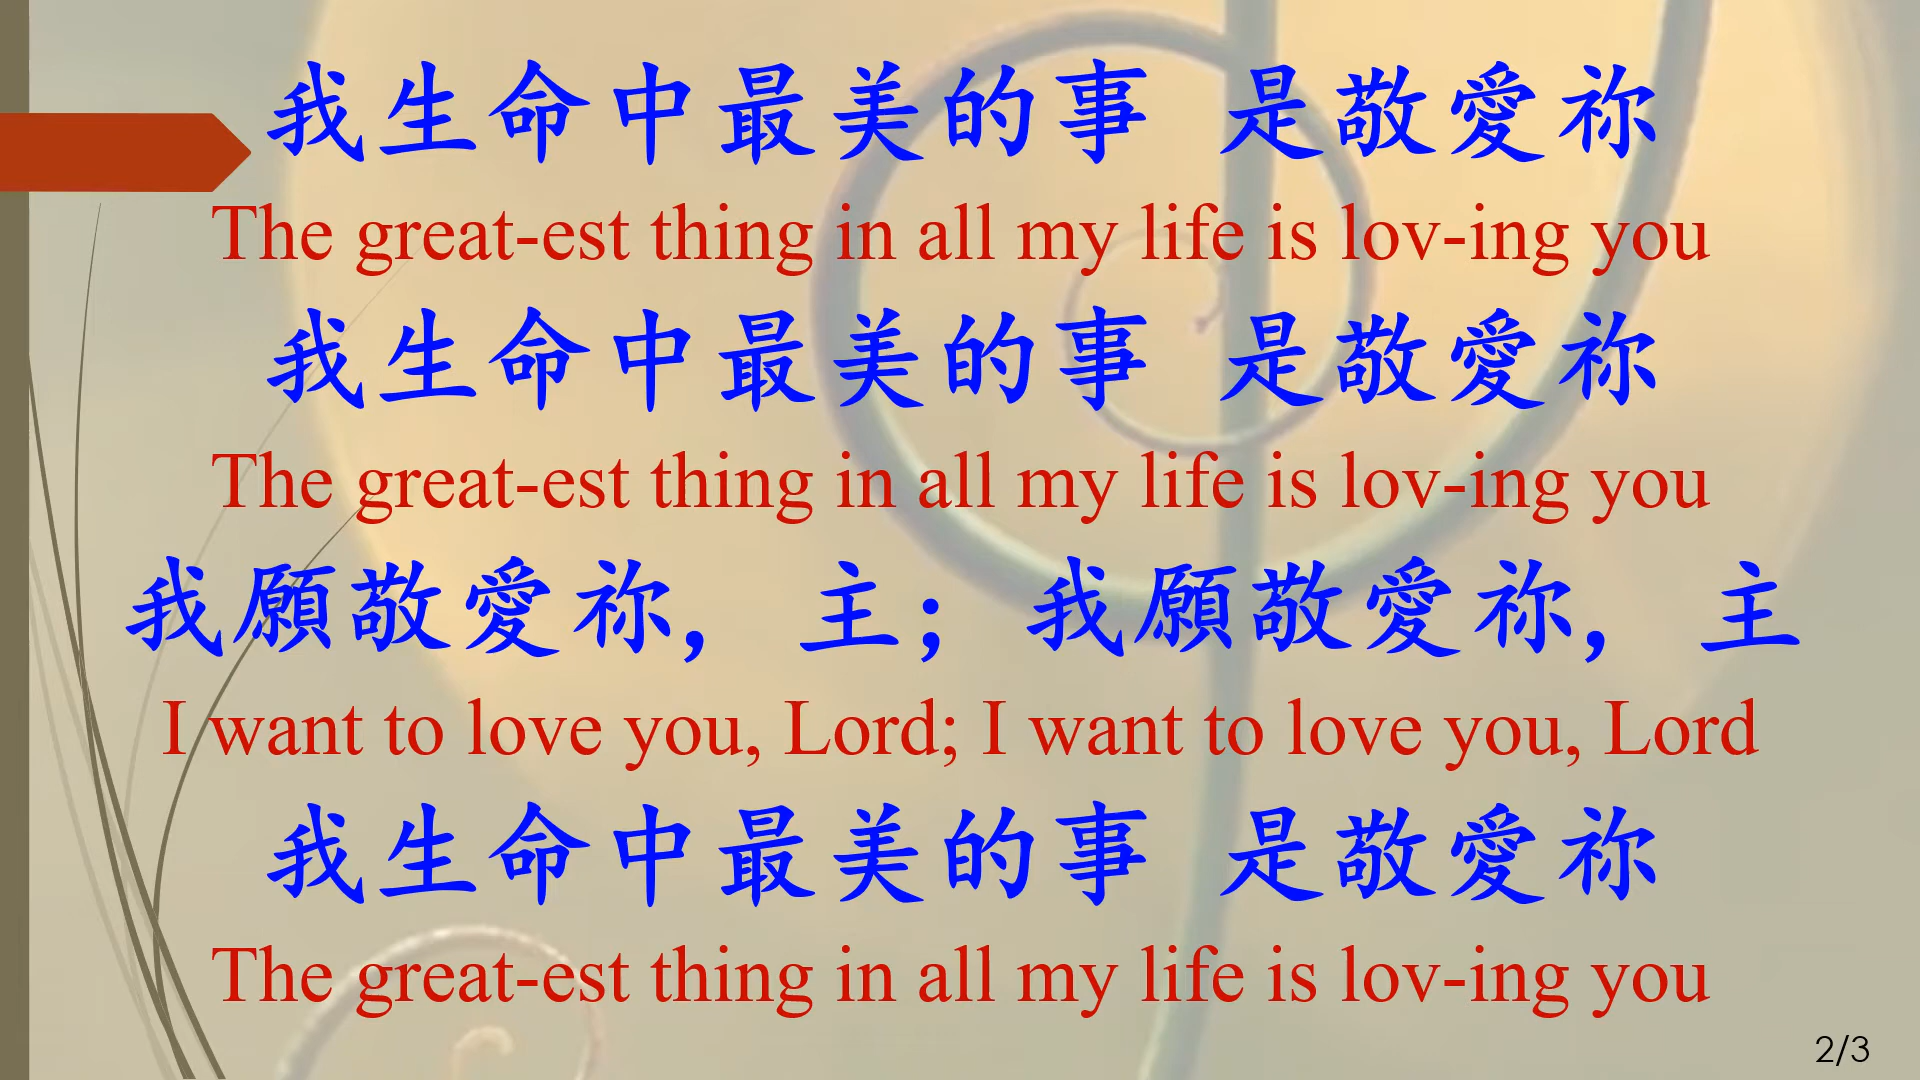 我生命中最美的事 是敬愛祢
The great-est thing in all my life is lov-ing you
我生命中最美的事 是敬愛祢
The great-est thing in all my life is lov-ing you
我願敬愛祢, 主; 我願敬愛祢, 主
I want to love you, Lord; I want to love you, Lord
我生命中最美的事 是敬愛祢
The great-est thing in all my life is lov-ing you
2/3